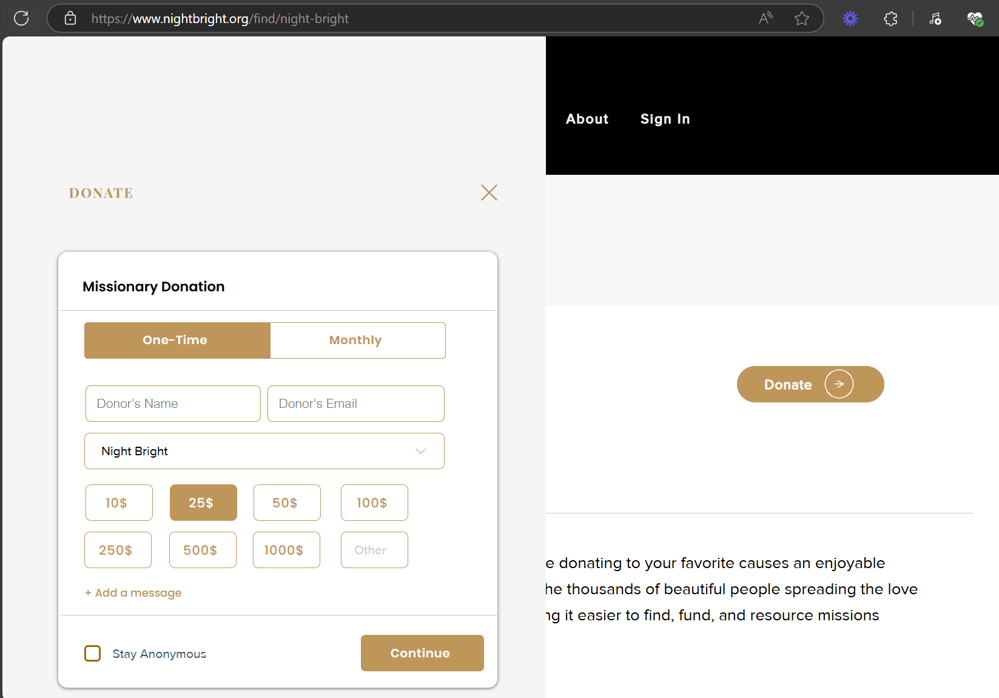 https://www.nightbright.org/find/night-bright
About Sign In
DONATE
Missionary Donation
One-Time Monthly
Donor's Name Donor's Email
Night Bright
10$ 25$ 50$ 100$
250$ 500$ 1000$ Other
+ Add a message
Stay Anonymous Continue
Donate
e donating to your favorite causes an enjoyable
he thousands of beautiful people spreading the love
ng it easier to find, fund, and resource missions